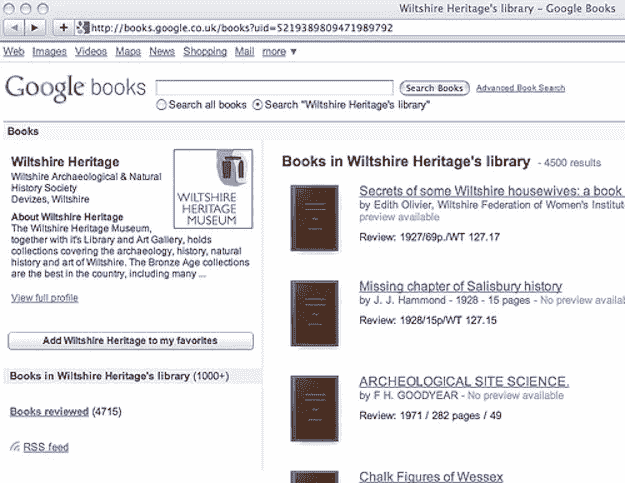 Wiltshire Heritage's library – Google Books
http://books.google.co.uk/books?uid=5219389809471989792
Web Images Videos Maps News Shopping Mail more ▼
Google books
Search Books
Advanced Book Search
Search all books Search "Wiltshire Heritage's library"
Books
Wiltshire Heritage
Wiltshire Archaeological & Natural
History Society
Devizes, Wiltshire
WILTSHIRE
HERITAGE
MUSEUM
About Wiltshire Heritage
The Wiltshire Heritage Museum,
together with it's Library and Art Gallery, holds
collections covering the archaeology, history, natural
history and art of Wiltshire. The Bronze Age collections
are the best in the country, including many ...
View full profile
Add Wiltshire Heritage to my favorites
Books in Wiltshire Heritage's library (1000+)
Books reviewed (4715)
RSS feed
Books in Wiltshire Heritage's library - 4500 results
Secrets of some Wiltshire housewives: a book
by Edith Olivier, Wiltshire Federation of Women's Institut
preview available
Review: 1927/69p./WT 127.17
Missing chapter of Salisbury history
by J. J. Hammond - 1928 - 15 pages - No preview availab
Review: 1928/15p/WT 127.15
ARCHEOLOGICAL SITE SCIENCE.
by F H. GOODYEAR - No preview available
Review: 1971 / 282 pages / 49
Chalk Figures of Wessex